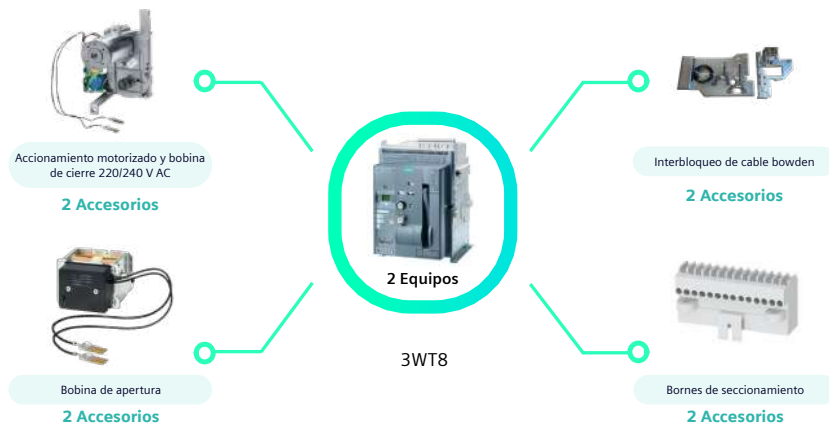 Accionamiento motorizado y bobina
de cierre 220/240 V AC
2 Accesorios
Interbloqueo de cable bowden
2 Accesorios
2 Equipos
3WT8
Bobina de apertura
2 Accesorios
Bornes de seccionamiento
2 Accesorios